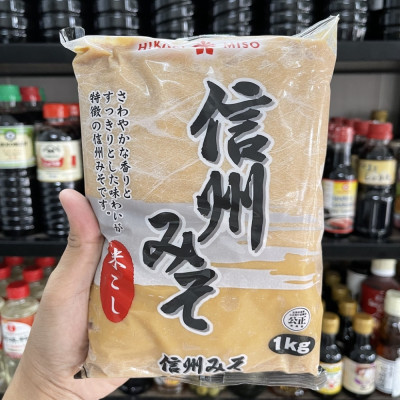 HIKARI MISO
信州みそ
さわやかな香りと
すっきりとした味わいが
特徴の信州みそです。
米こし
公正
1kg
信州みそ